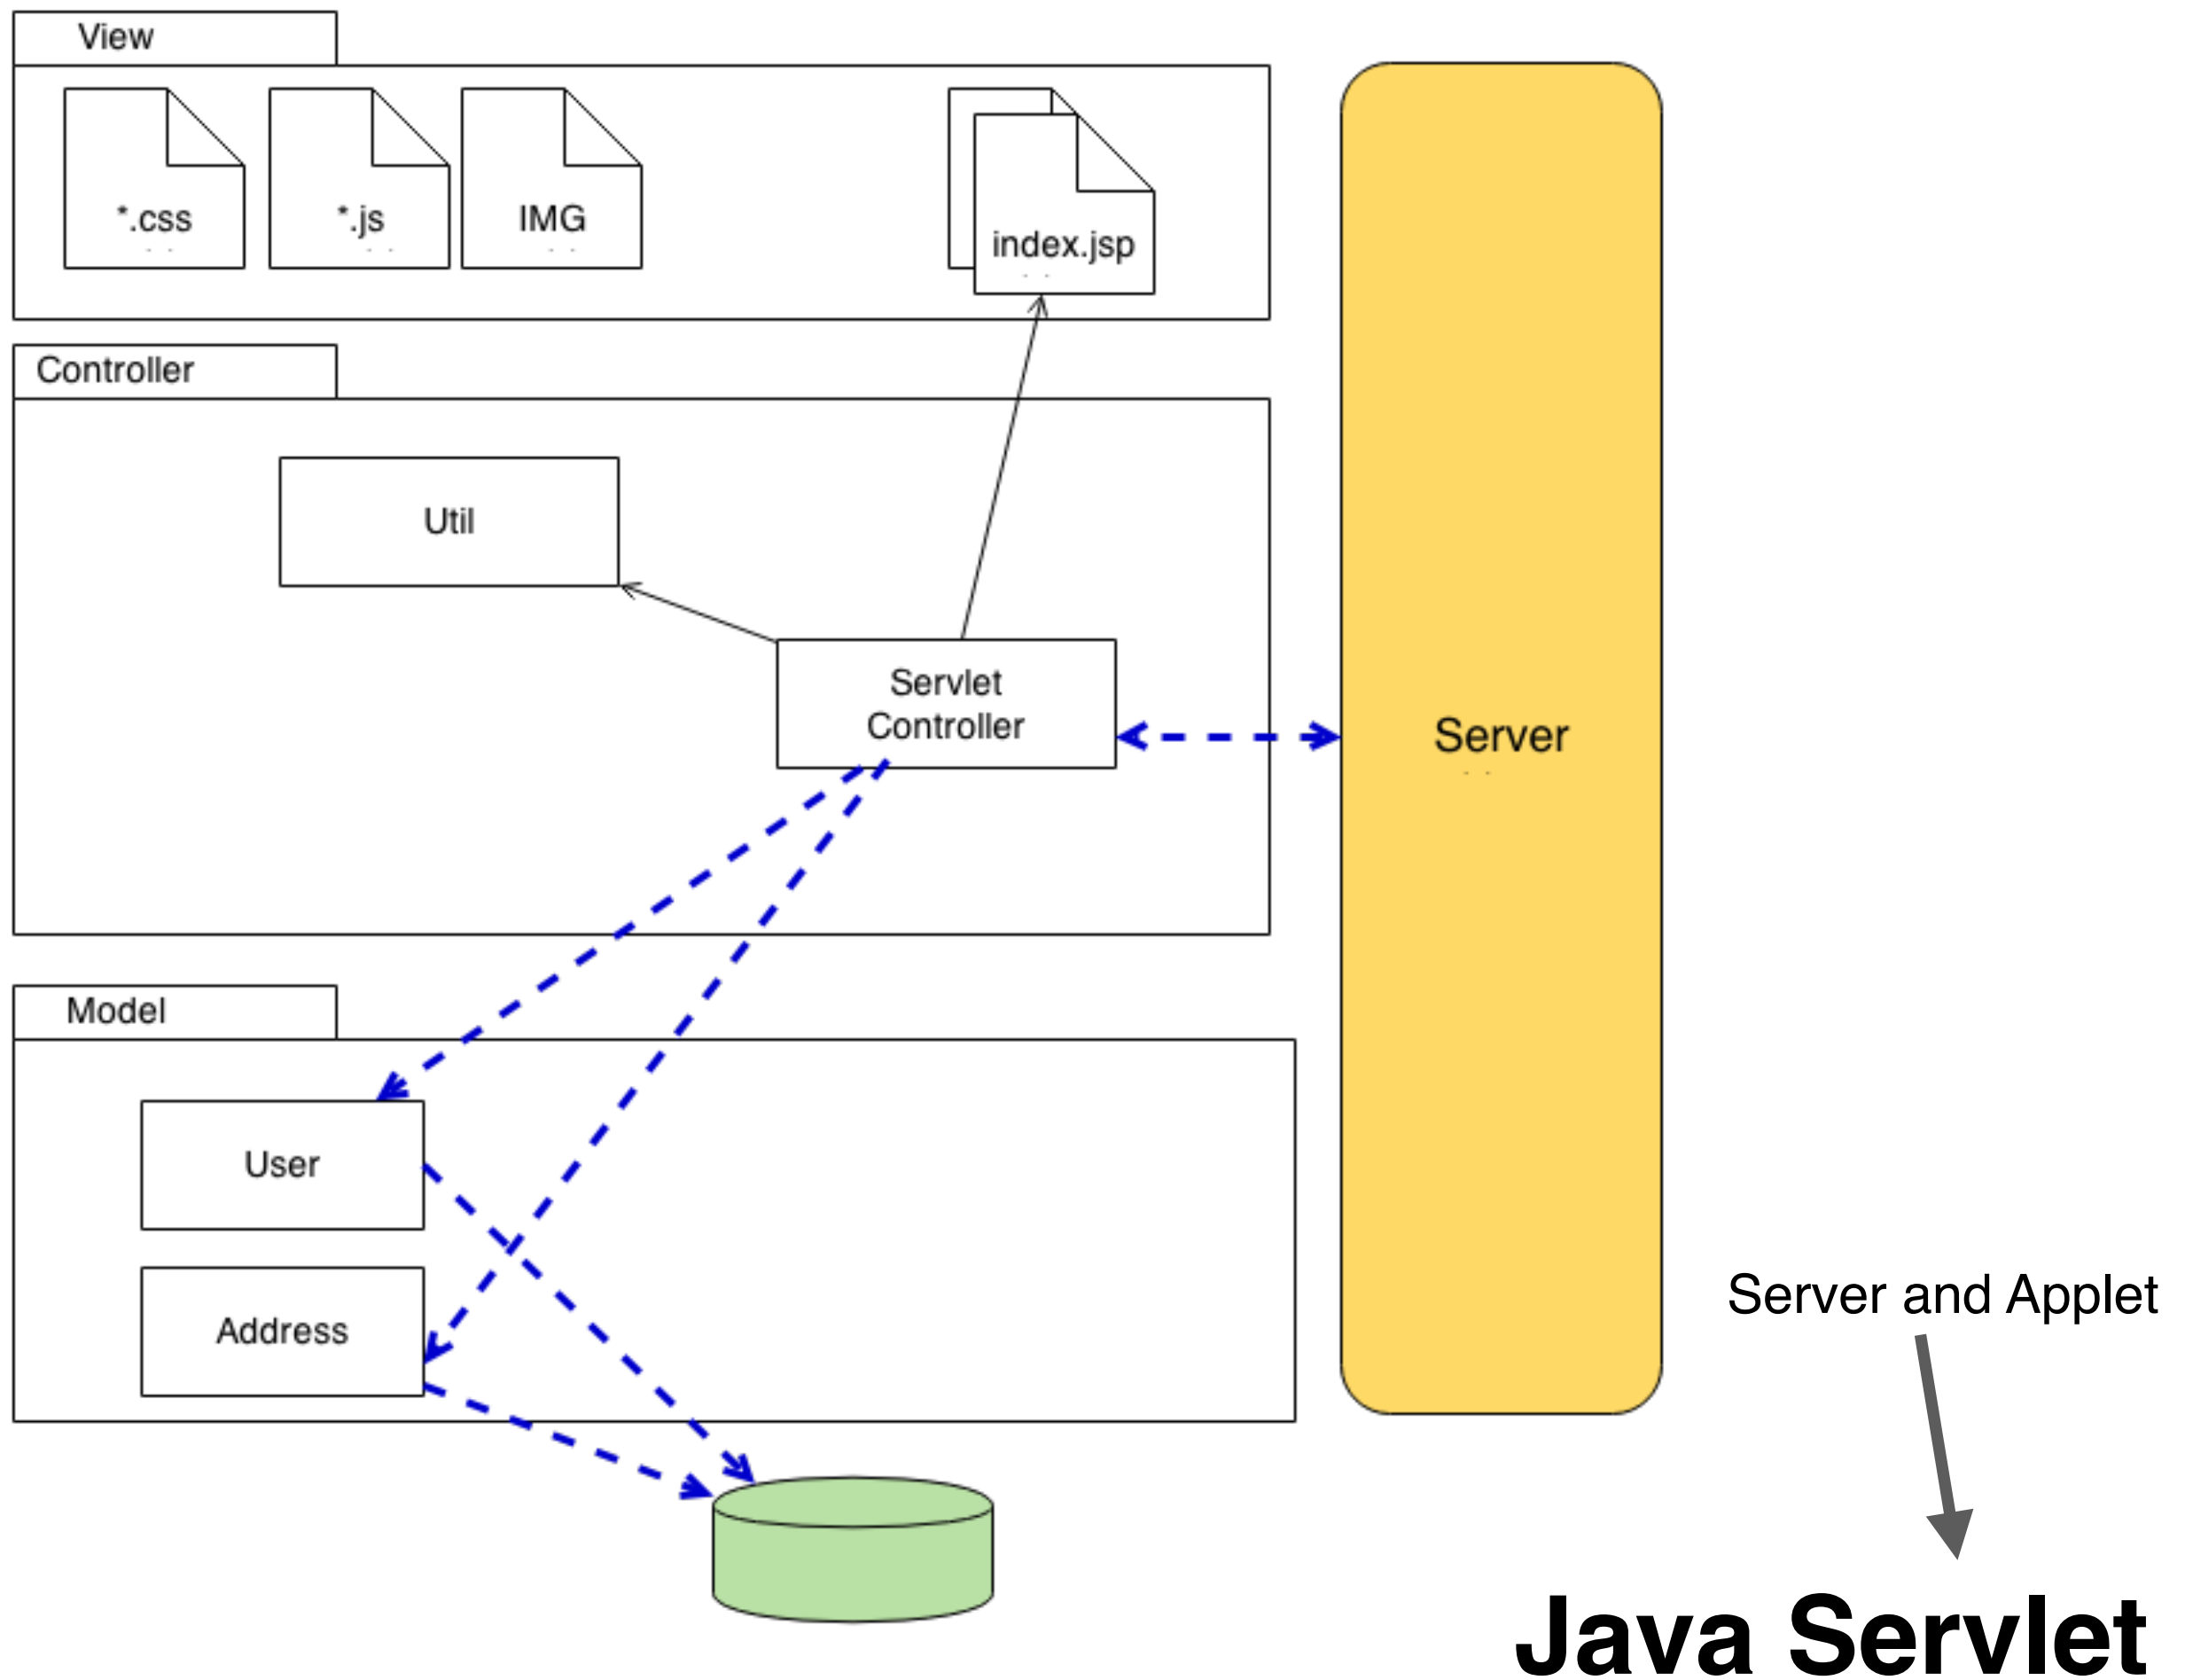 View
*.css
*.js
IMG
index.jsp
Controller
Util
Servlet
Controller
Server
Model
User
Address
Server and Applet
Java Servlet